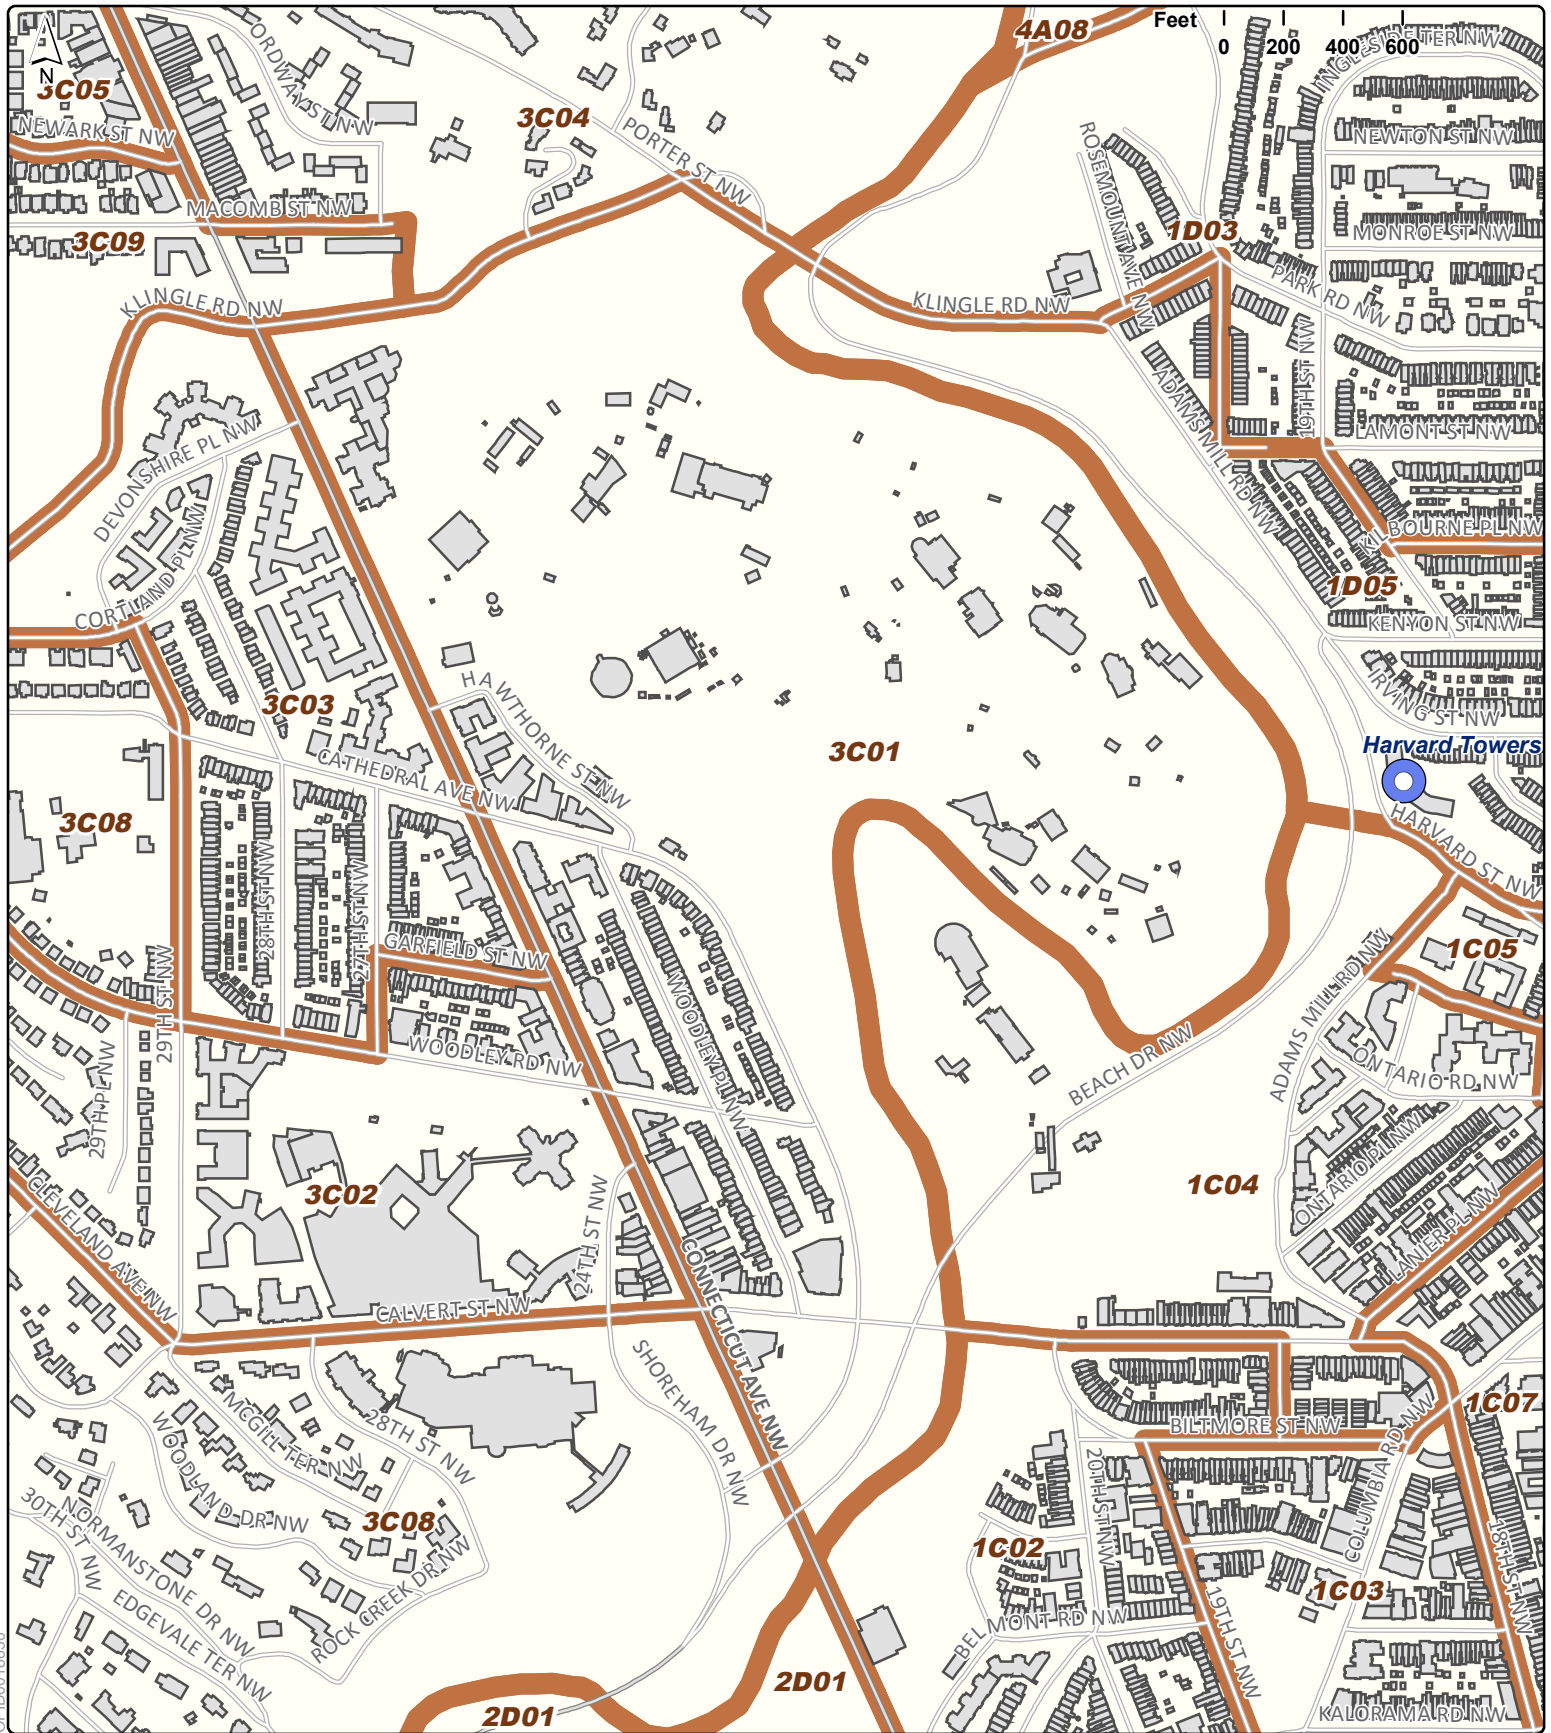 4A08
Feet
0 200 400 600
N
3C05
ORDWAY ST NW
INGLESIDE TER NW
NEWARK ST NW
3C04
PORTER ST NW
ROSEMOUNT AVE NW
NEWTON ST NW
MACOMB ST NW
3C09
1D03
MONROE ST NW
PARK RD NW
KLINGLE RD NW
KLINGLE RD NW
19TH ST NW
ADAMS MILL RD NW
LAMONT ST NW
DEVONSHIRE PL NW
KILBOURNE PL NW
CORTLAND PL NW
1D05
KENYON ST NW
HAWTHORNE ST NW
3C03
IRVING ST NW
3C01
Harvard Towers
CATHEDRAL AVE NW
3C08
HARVARD ST NW
28TH ST NW
27TH ST NW
GARFIELD ST NW
1C05
29TH ST NW
WOODLEY PL NW
ADAMS MILL RD NW
WOODLEY RD NW
BEACH DR NW
ONTARIO RD NW
29TH PL NW
3C02
1C04
ONTARIO PL NW
24TH ST NW
LANIER PL NW
CLEVELAND AVE NW
CALVERT ST NW
CONNECTICUT AVE NW
SHOREHAM DR NW
1C07
MCGILL TER NW
28TH ST NW
BILTMORE ST NW
WOODLAND DR NW
COLUMBIA RD NW
20TH ST NW
30TH ST NW
NORMANSTONE DR NW
3C08
1C02
18TH ST NW
ROCK CREEK DR NW
1C03
EDGEVALE TER NW
BELMONT RD NW
19TH ST NW
2D01
2D01
KALORAMA RD NW